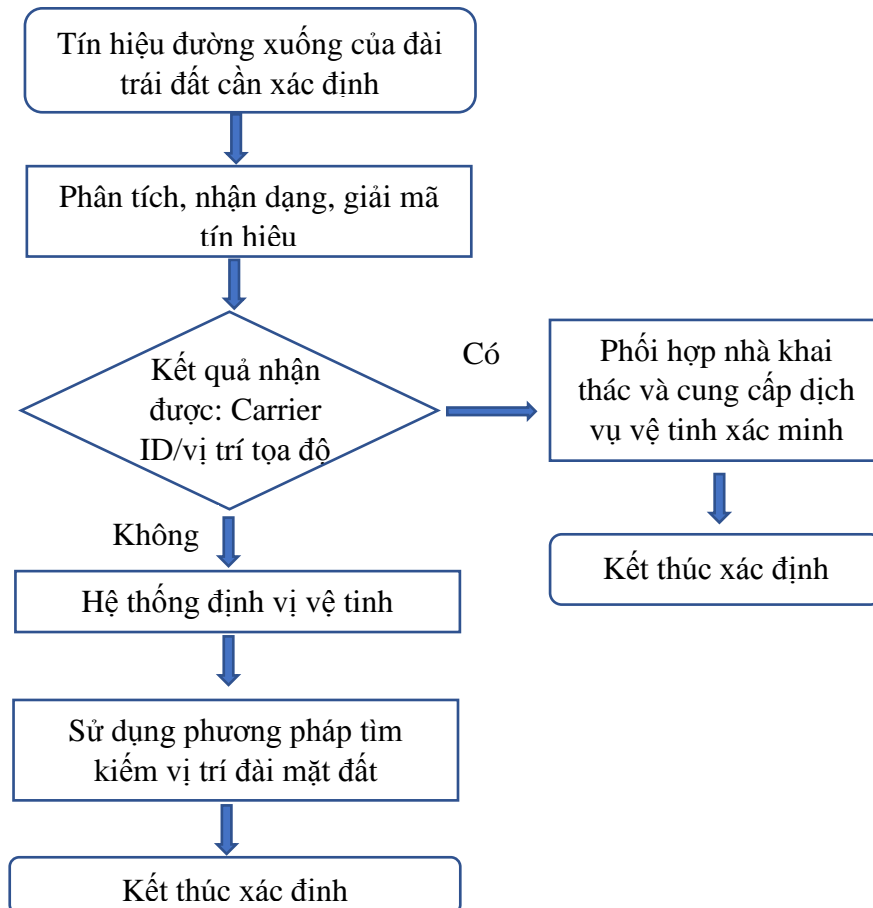 Tín hiệu đường xuống của đài
trái đất cần xác định
Phân tích, nhận dạng, giải mã
tín hiệu
Kết quả nhận
được: Carrier
ID/vị trí tọa độ
Có
Phối hợp nhà khai
thác và cung cấp dịch
vụ vệ tinh xác minh
Kết thúc xác định
Không
Hệ thống định vị vệ tinh
Sử dụng phương pháp tìm
kiếm vị trí đài mặt đất
Kết thúc xác định